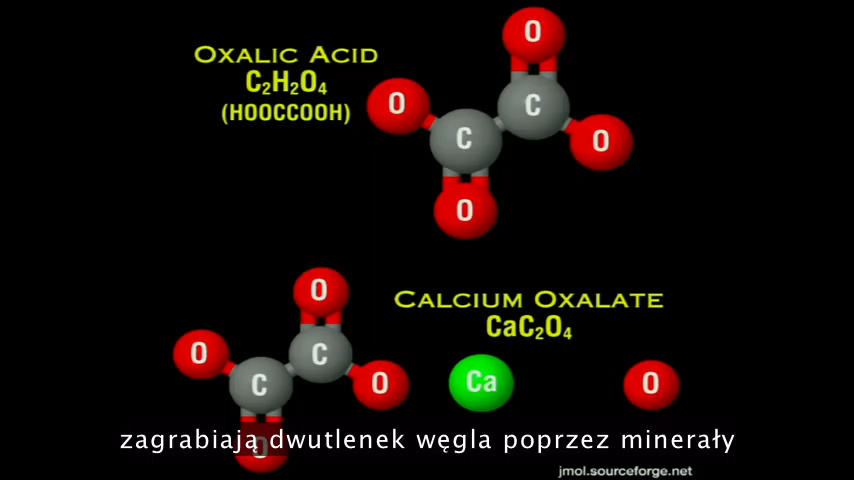 OXALIC ACID
C₂H₂O₄
(HOOCCOOH)
O
O
C
C
O
O
CALCIUM OXALATE
CaC₂O₄
O
O
C
C
O
Ca
O
O
zagrabiają dwutlenek węgla poprzez minerały
jmol.sourceforge.net